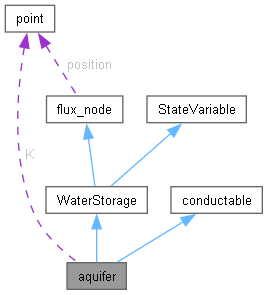 point
position
flux_node
StateVariable
K
WaterStorage
conductable
aquifer